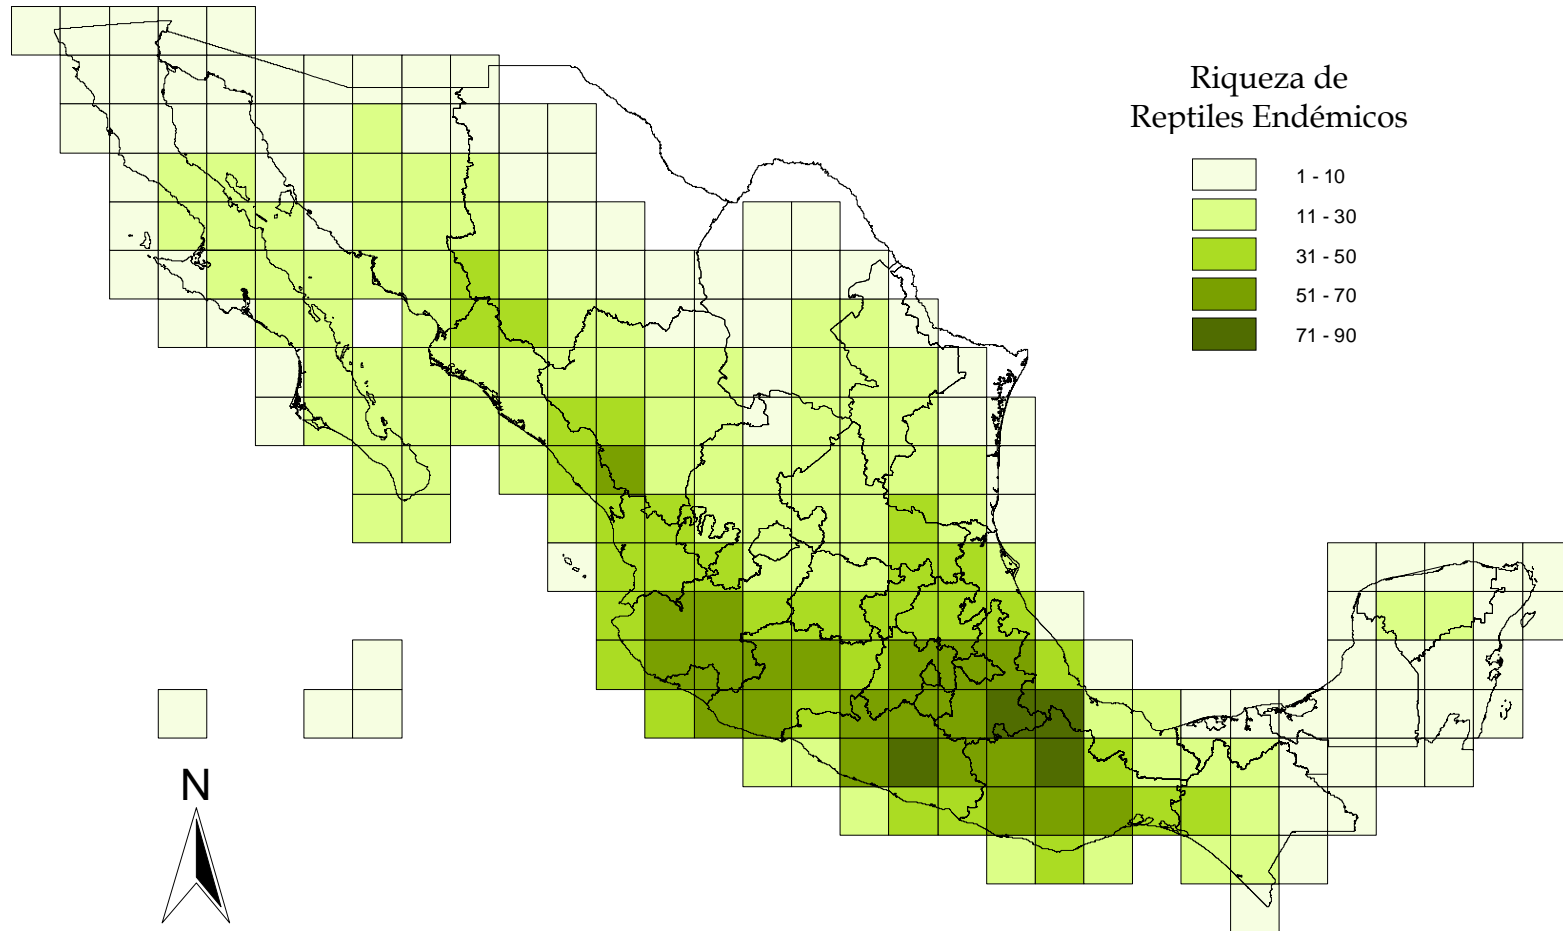 Riqueza de
Reptiles Endémicos
1 - 10
11 - 30
31 - 50
51 - 70
71 - 90
N